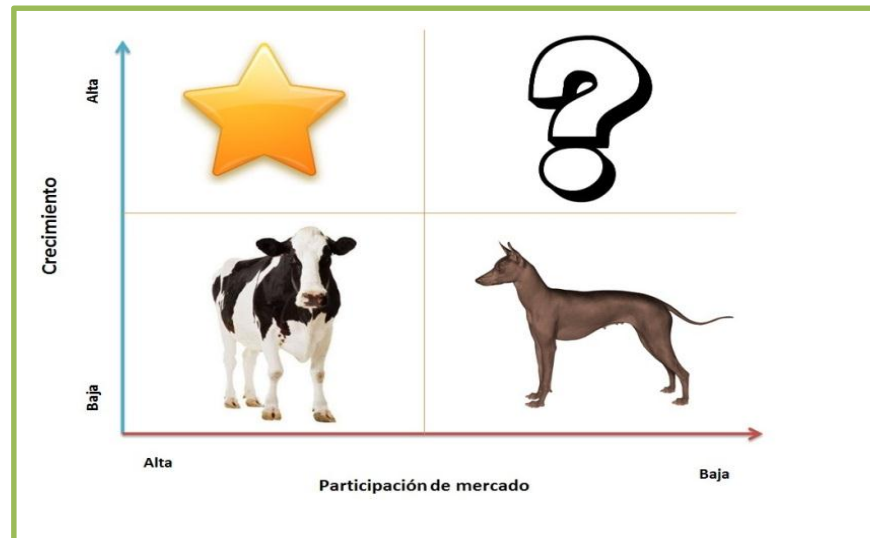 Alta
Crecimiento
Baja
Alta
Baja
Participación de mercado